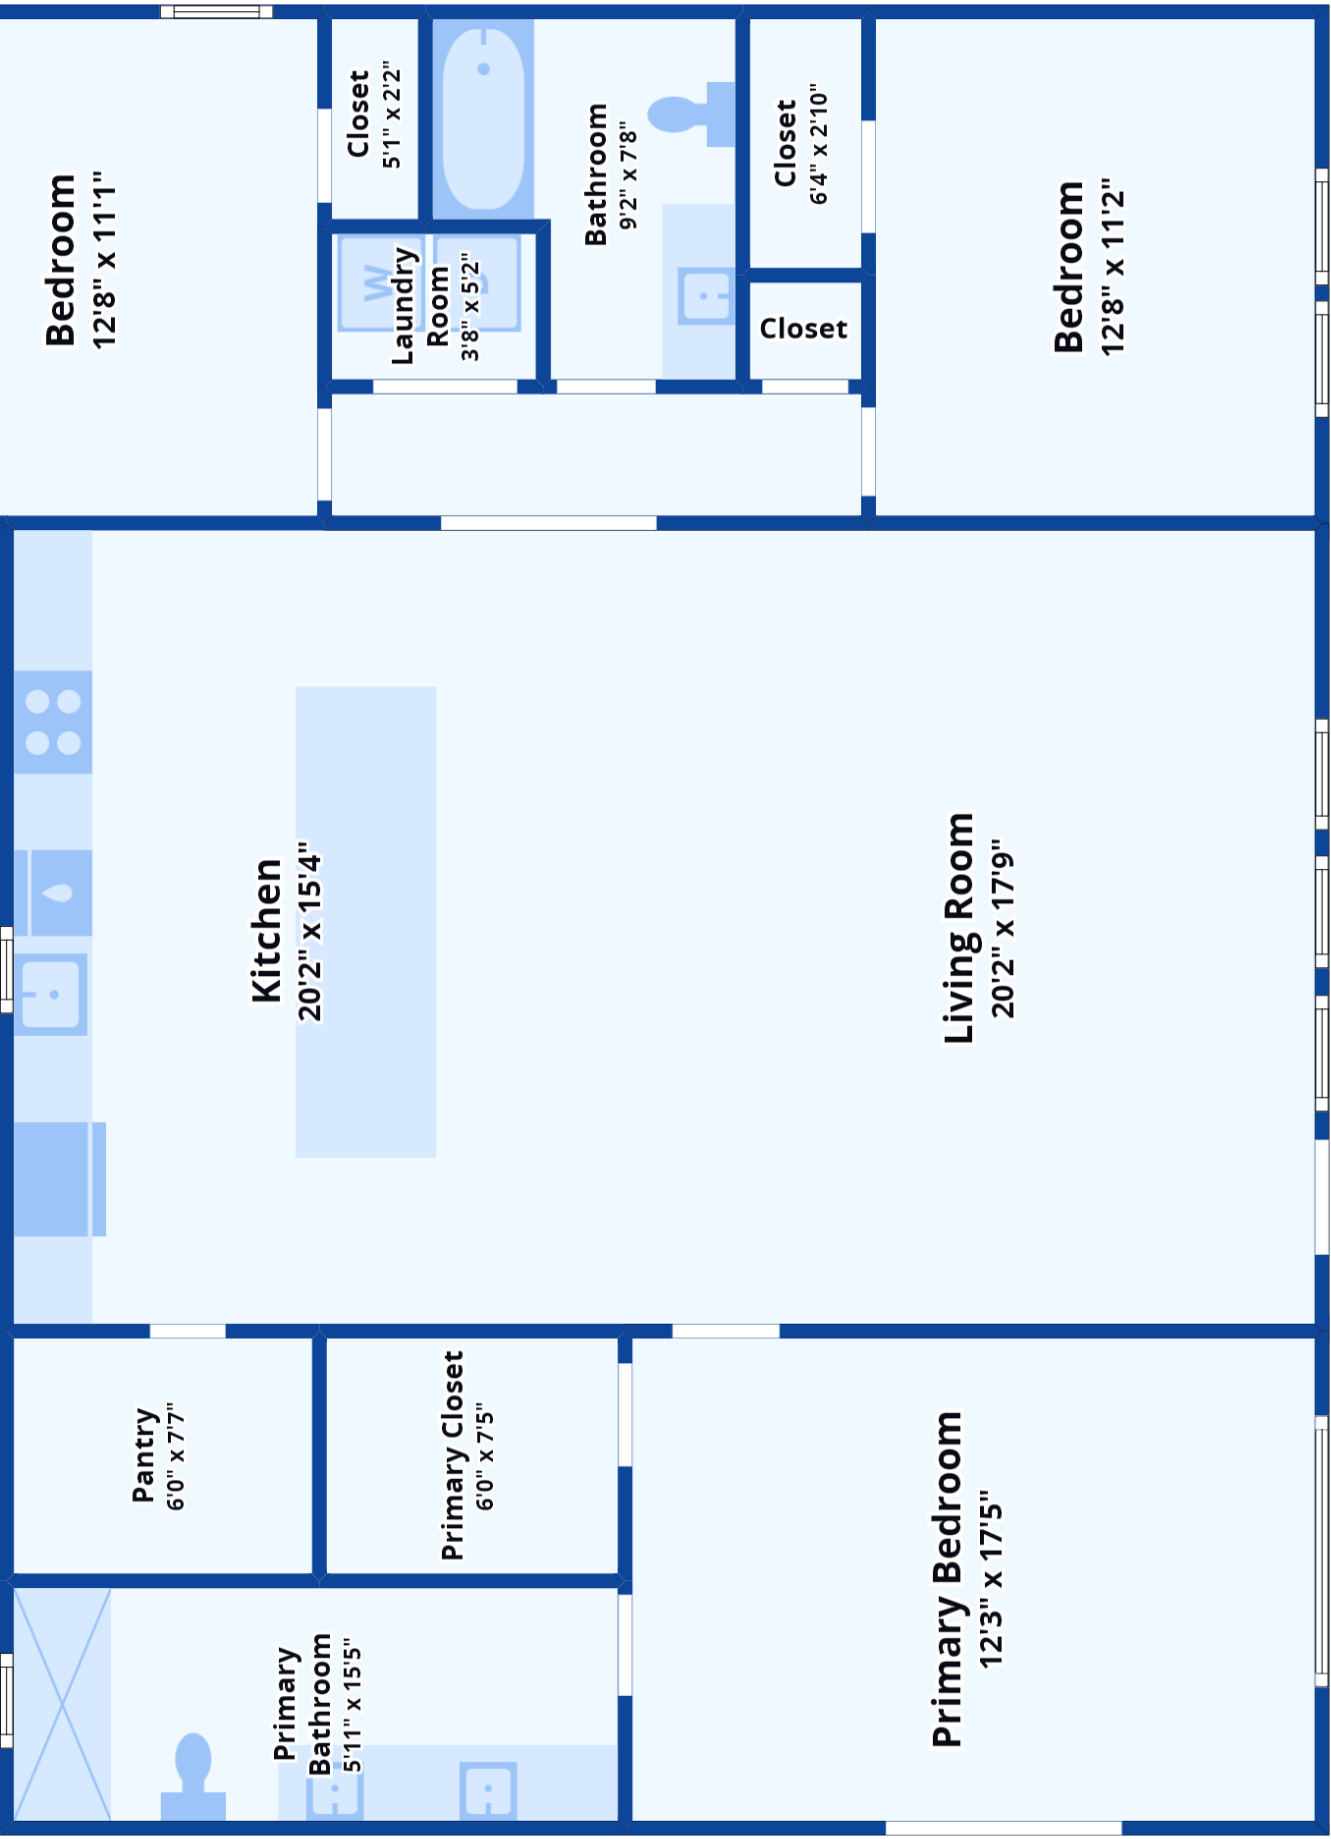 Bedroom
12'8" x 11'1"
Closet
5'1" x 2'2"
Bathroom
9'2" x 7'8"
Closet
6'4" x 2'10"
Bedroom
12'8" x 11'2"
W
Laundry
Room
3'8" x 5'2"
Closet
Kitchen
20'2" x 15'4"
Living Room
20'2" x 17'9"
Pantry
6'0" x 7'7"
Primary Closet
6'0" x 7'5"
Primary
Bathroom
5'11" x 15'5"
Primary Bedroom
12'3" x 17'5"